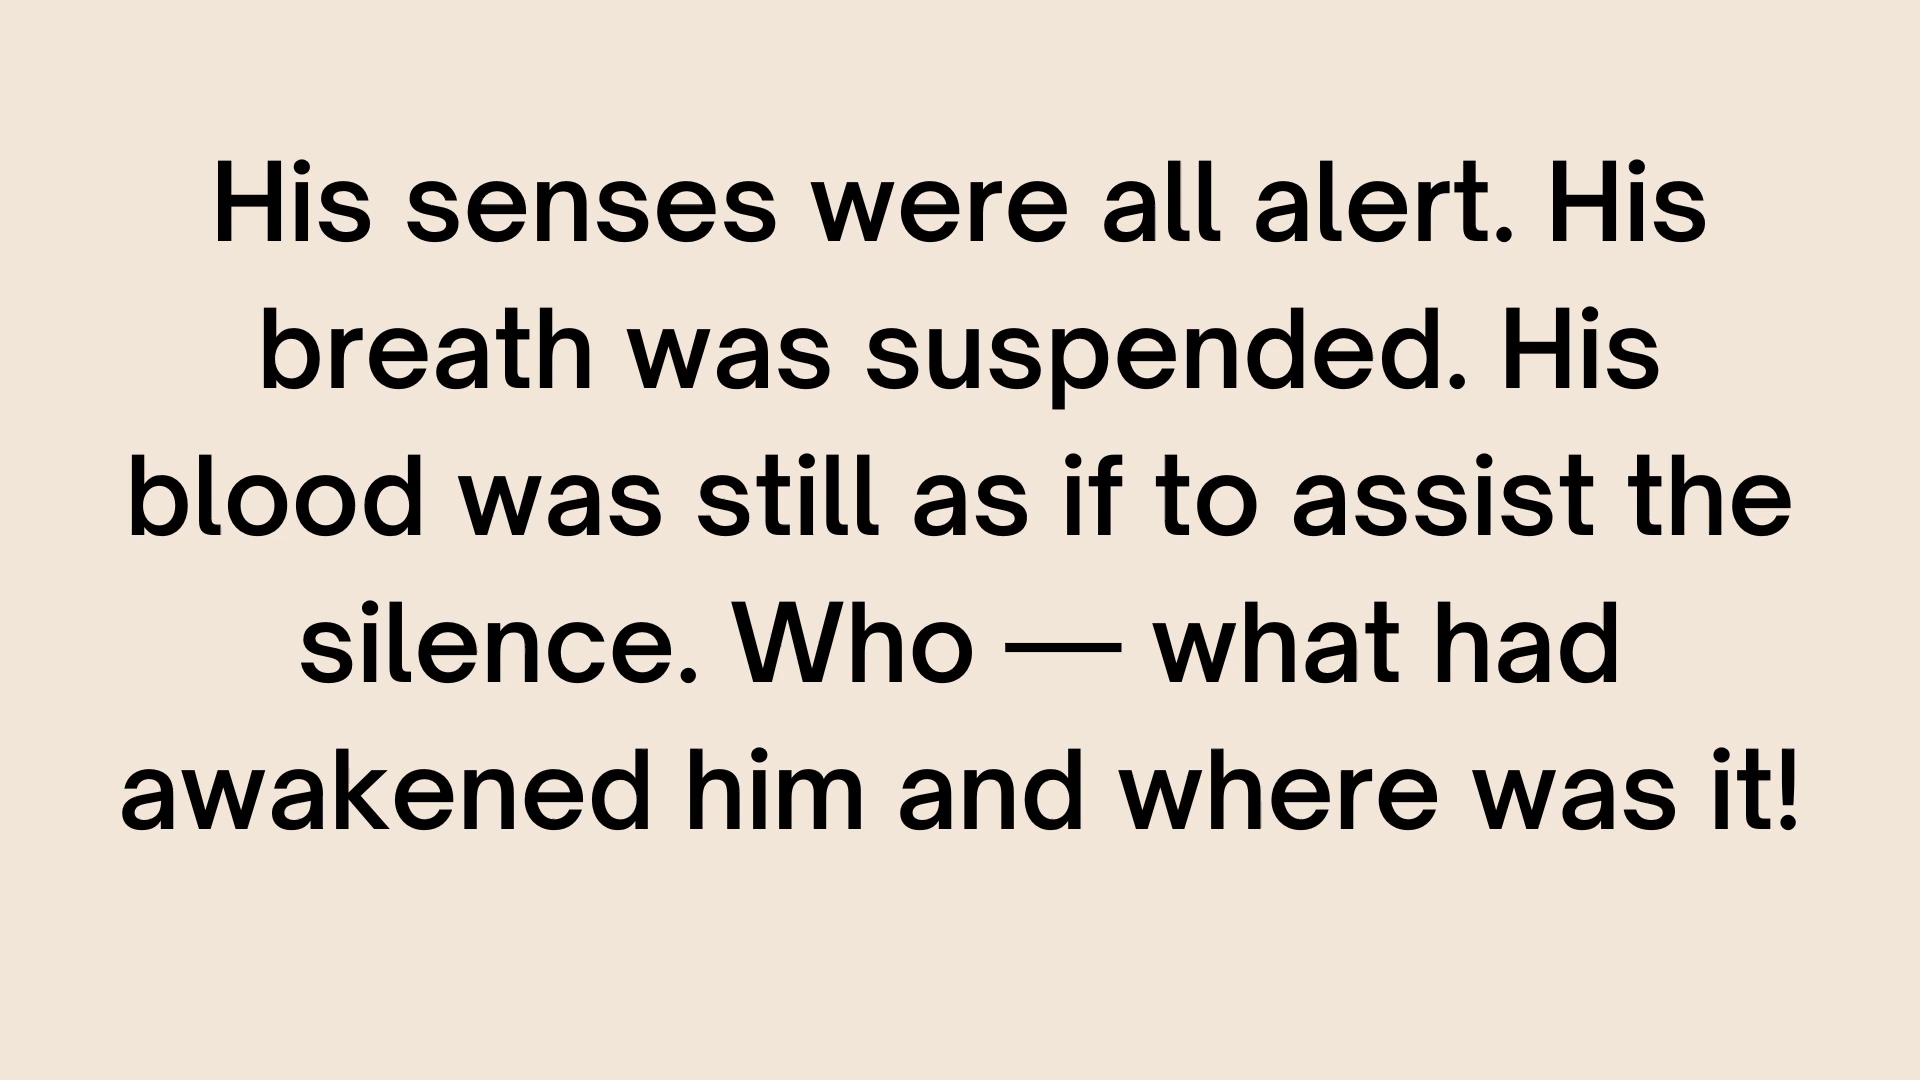 His senses were all alert. His
breath was suspended. His
blood was still as if to assist the
silence. Who — what had
awakened him and where was it!